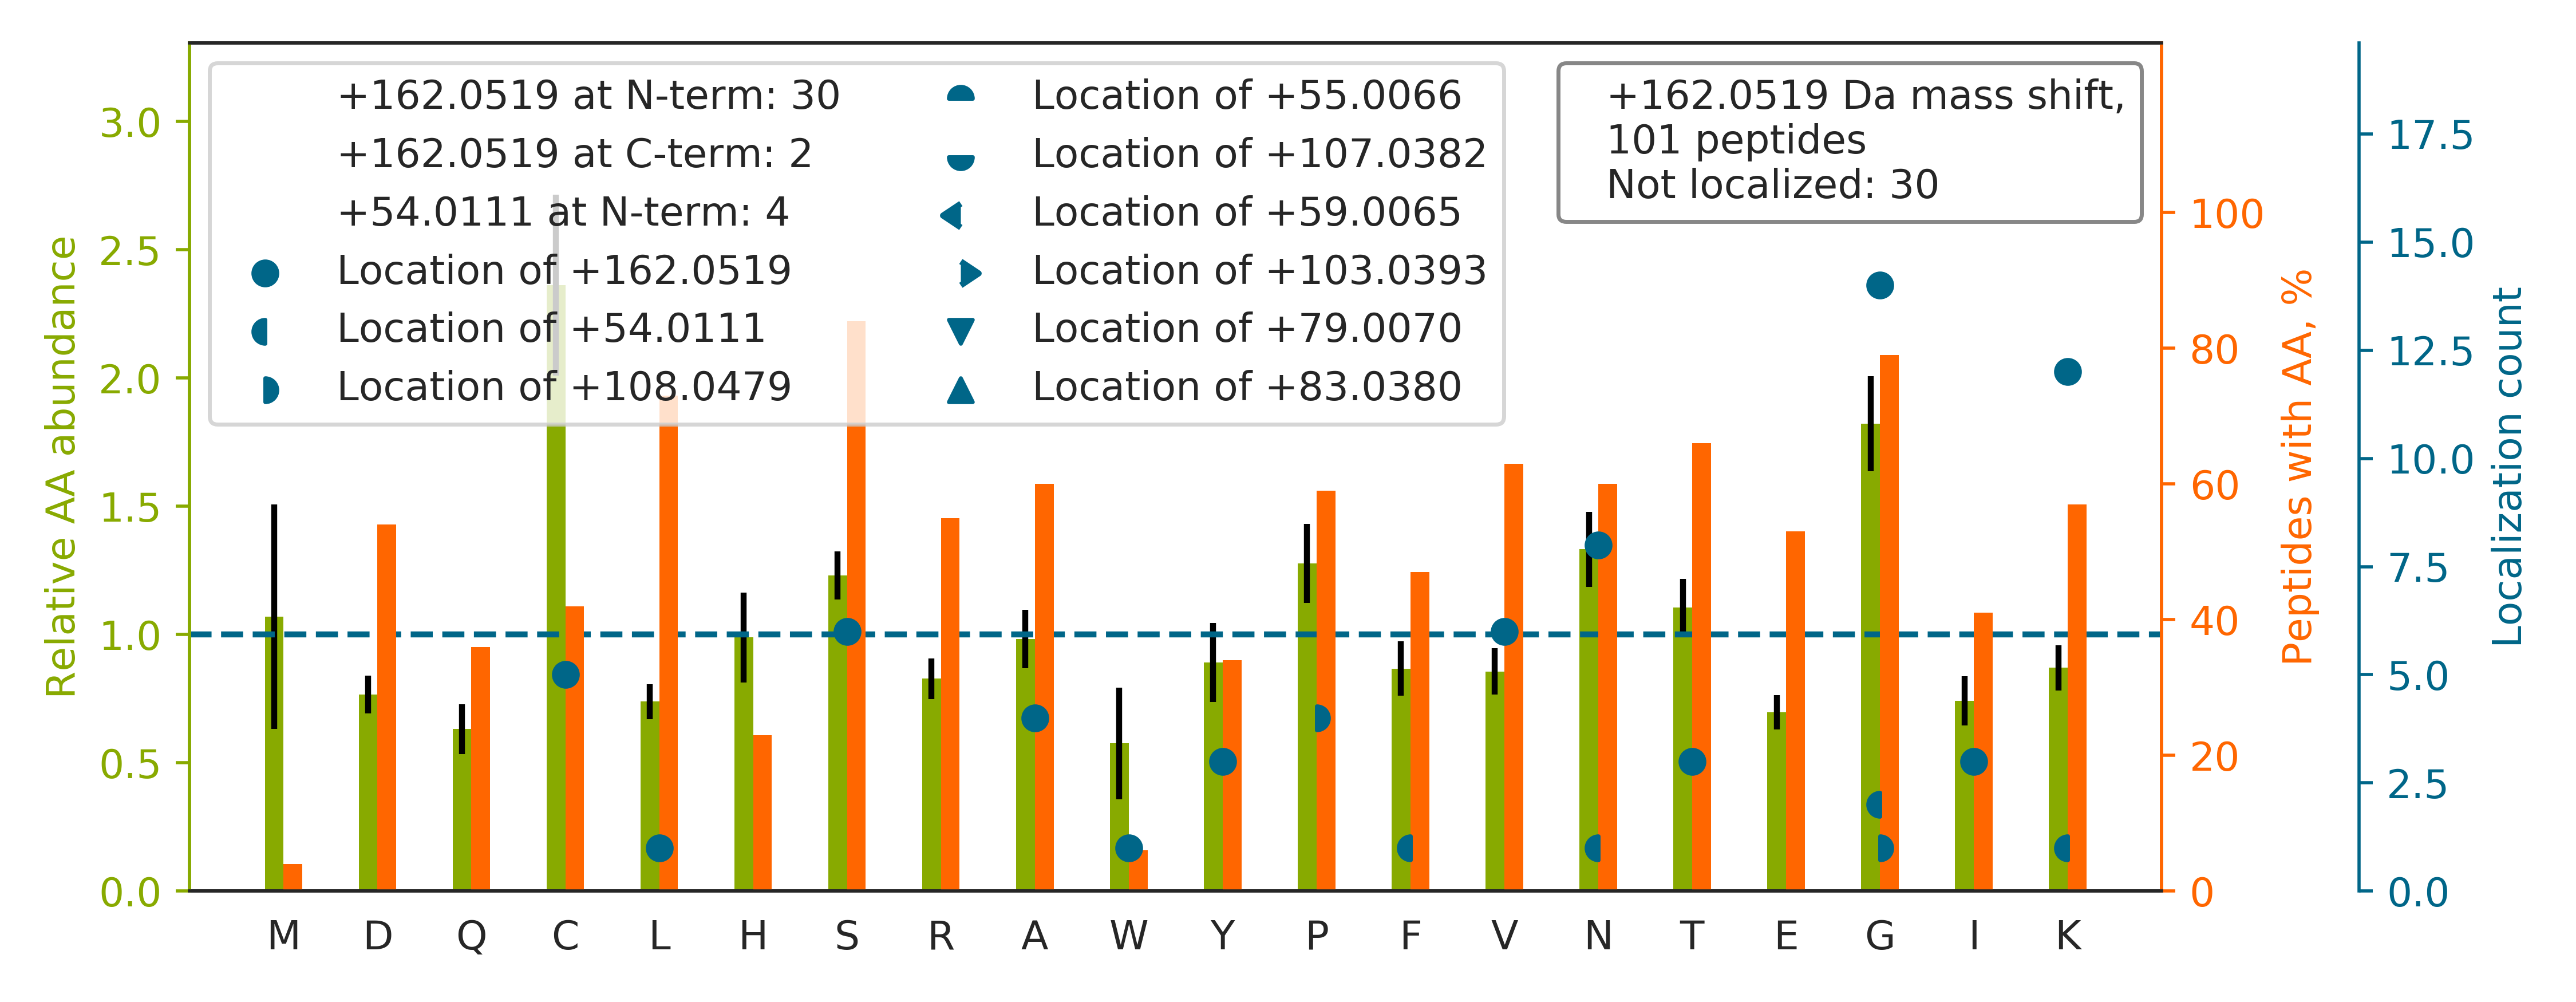 +162.0519 at N-term: 30
+162.0519 at C-term: 2
+54.0111 at N-term: 4
Location of +162.0519
Location of +54.0111
Location of +108.0479
Location of +55.0066
Location of +107.0382
Location of +59.0065
Location of +103.0393
Location of +79.0070
Location of +83.0380
+162.0519 Da mass shift,
101 peptides
Not localized: 30
Relative AA abundance
3.0
2.5
2.0
1.5
1.0
0.5
0.0
M D Q C L H S R A W Y P F V N T E G I K
100
80
60
40
20
0
Peptides with AA, %
17.5
15.0
12.5
10.0
7.5
5.0
2.5
0.0
Localization count